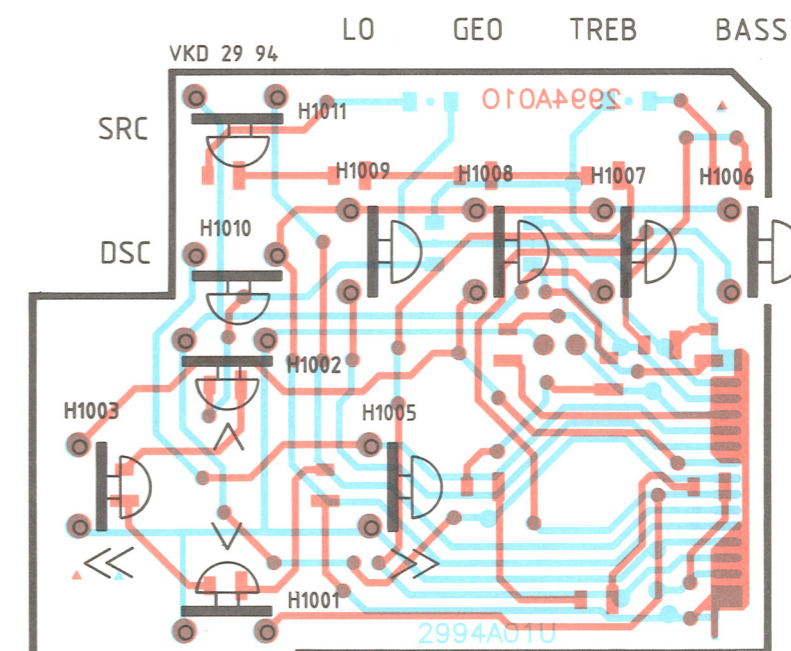 LO GEO TREB BASS
VKD 29 94
2994A010
H1011
SRC
H1009 H1008 H1007 H1006
H1010
DSC
H1002
H1003 H1005
H1001
2994A01U